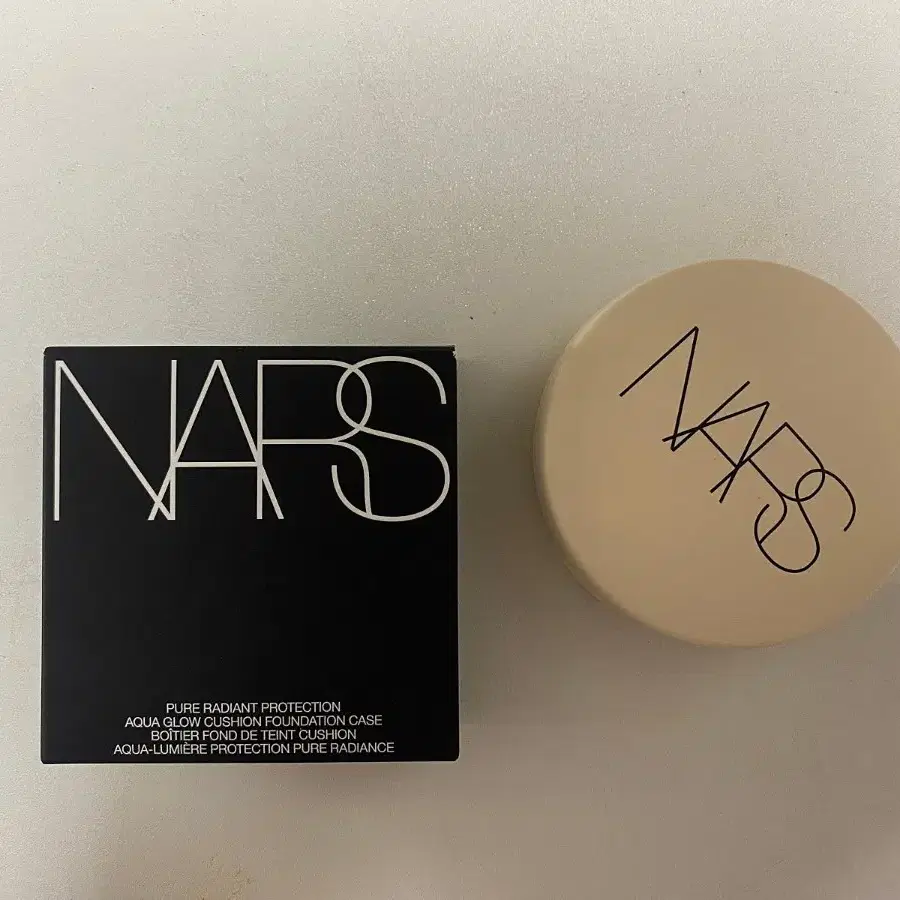 NARS
PURE RADIANT PROTECTION
AQUA GLOW CUSHION FOUNDATION CASE
BOÎTIER FOND DE TEINT CUSHION
AQUA-LUMIÈRE PROTECTION PURE RADIANCE
NARS